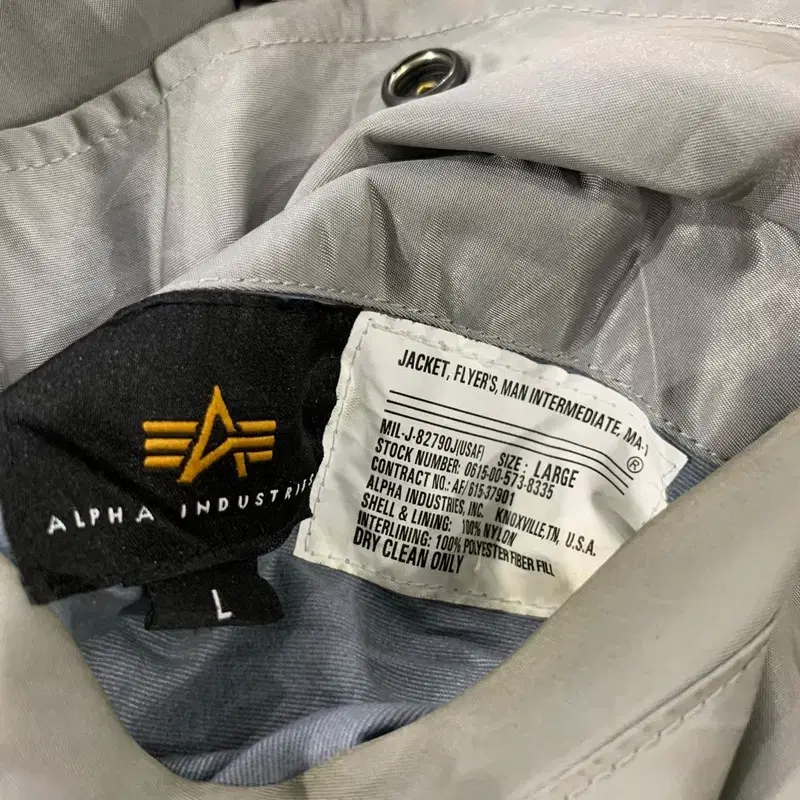 ALPHA INDUSTRIES
L
JACKET, FLYER'S, MAN INTERMEDIATE, MA-1
MIL-J-82790J(USAF) SIZE: LARGE ®
STOCK NUMBER: 0615-00-573-8335
CONTRACT NO.: AF/615-37901
ALPHA INDUSTRIES, INC. KNOXVILLE, TN, U.S.A.
SHELL & LINING: 100% NYLON
INTERLINING: 100% POLYESTER FIBER FILL
DRY CLEAN ONLY